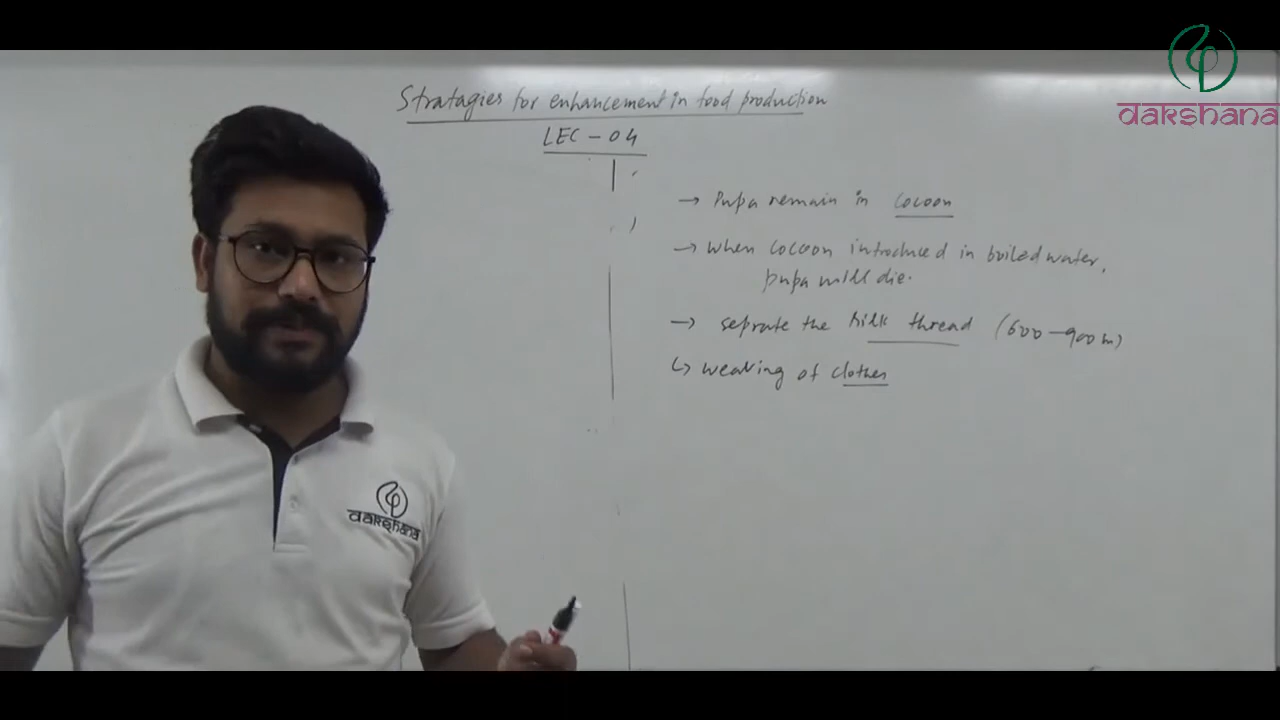 dakshana
Stratagies for enhancement in food production
LEC - 04
→ Pupa remain in cocoon
→ when cocoon introduced in boiled water,
pupa will die.
→ seprate the silk thread (600-900m)
↳ weaving of clothes
dakshana